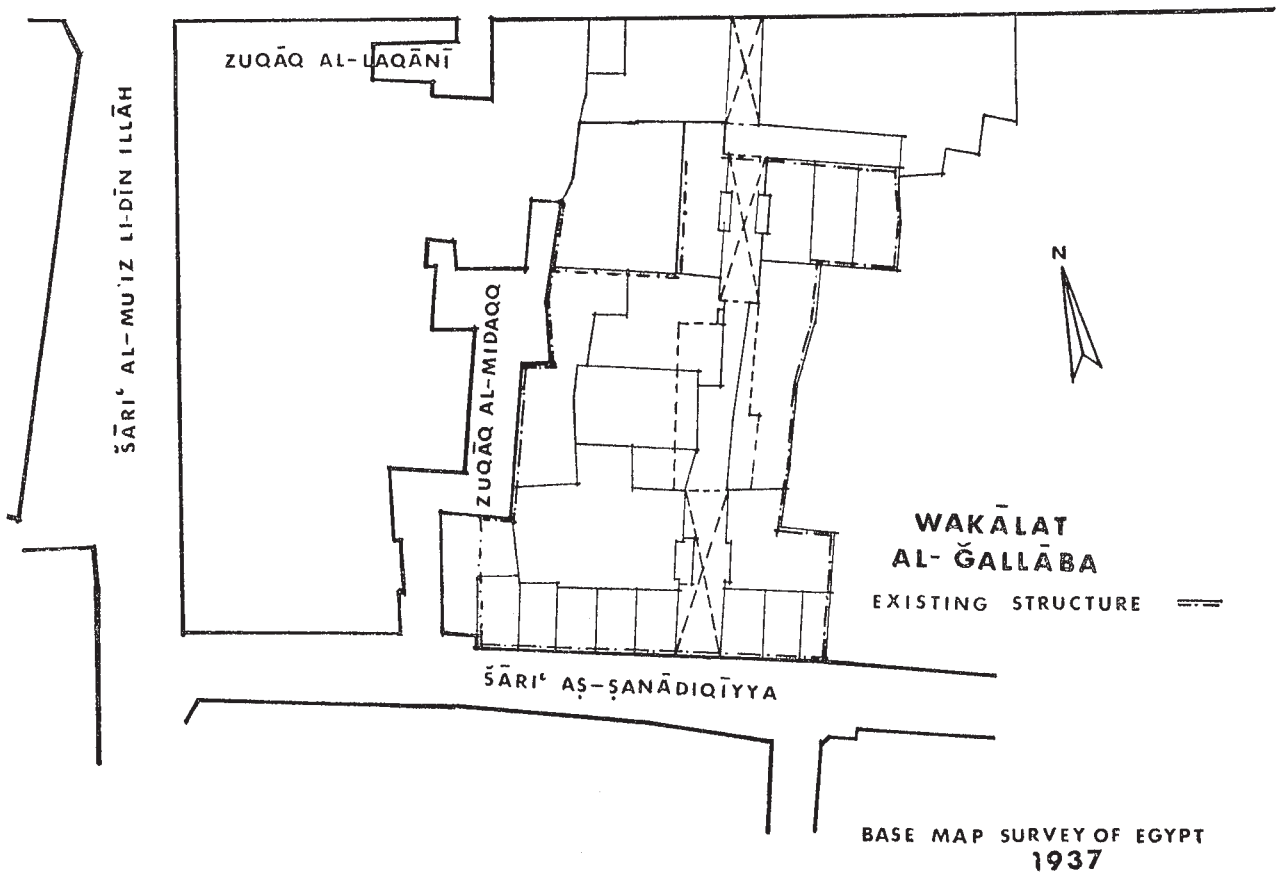 ZUQĀQ AL-LAQĀNĪ
ŠĀRIʿ AL-MUʿIZ LI-DĪN ILLĀH
ZUQĀQ AL-MIDAQQ
N
WAKĀLAT
AL-ǦALLĀBA
EXISTING STRUCTURE
ŠĀRIʿ AṢ-ṢANĀDIQĪYYA
BASE MAP SURVEY OF EGYPT
1937